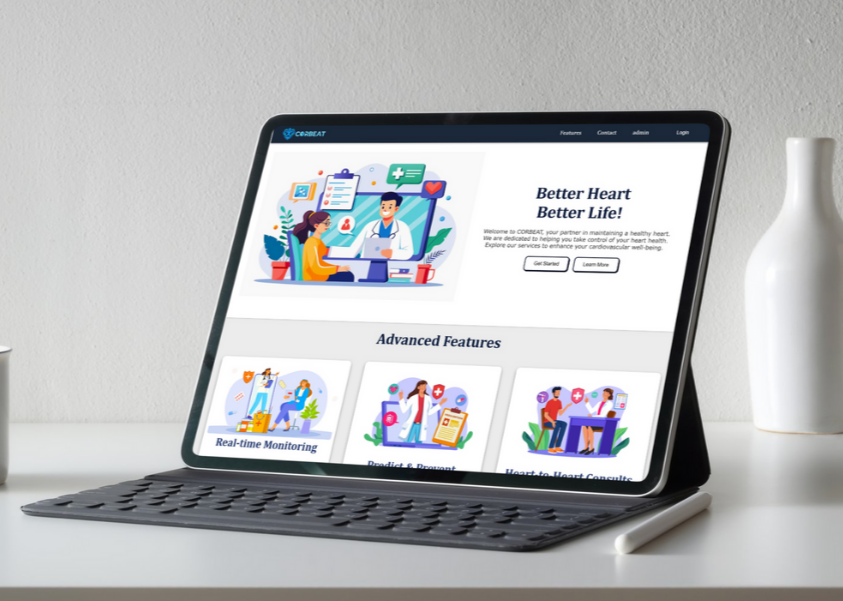 CORBEAT
Features Contact admin Login
Better Heart
Better Life!
Welcome to CORBEAT, your partner in maintaining a healthy heart.
We are dedicated to helping you take control of your heart health.
Explore our services to enhance your cardiovascular well-being.
Get Started Learn More
Advanced Features
Real-time Monitoring
Predict & Prevent
Heart-to-Heart Consults